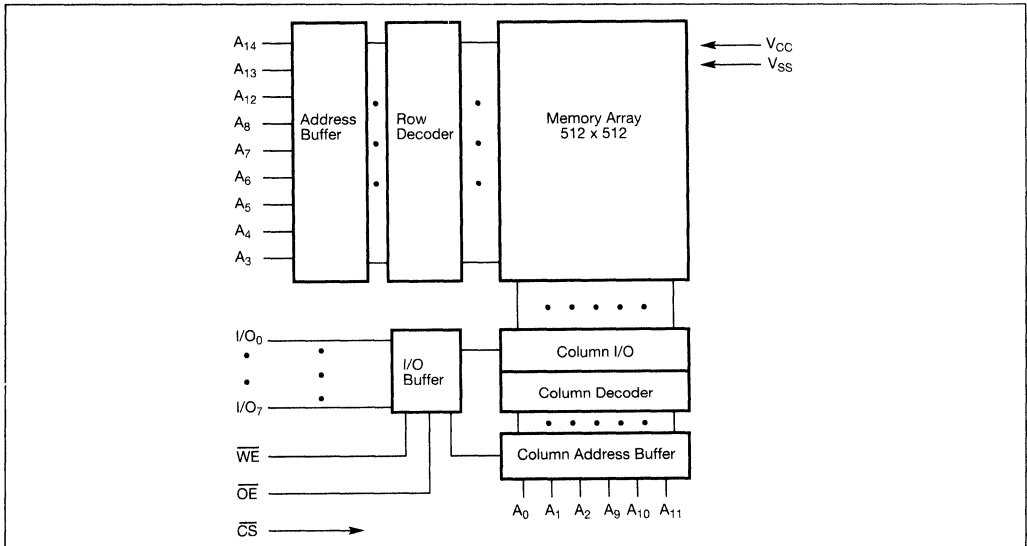 A14
A13
A12
A8
A7
A6
A5
A4
A3
Address
Buffer
Row
Decoder
Memory Array
512 x 512
VCC
VSS
I/O0
I/O7
I/O
Buffer
Column I/O
Column Decoder
Column Address Buffer
WE
OE
CS
A0 A1 A2 A9 A10 A11